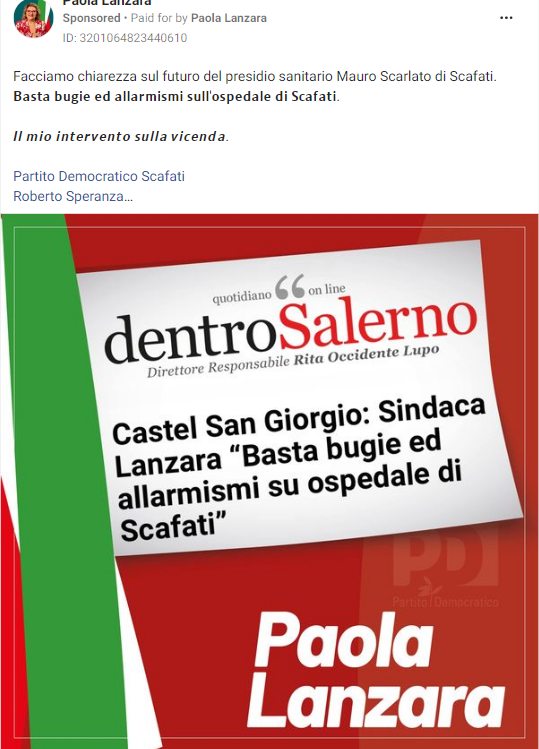 Paola Lanzara
Sponsored • Paid for by Paola Lanzara
ID: 3201064823440610
Facciamo chiarezza sul futuro del presidio sanitario Mauro Scarlato di Scafati.
Basta bugie ed allarmismi sull'ospedale di Scafati.
Il mio intervento sulla vicenda.
Partito Democratico Scafati
Roberto Speranza...
quotidiano on line
dentroSalerno
Direttore Responsabile Rita Occidente Lupo
Castel San Giorgio: Sindaca
Lanzara “Basta bugie ed
allarmismi su ospedale di
Scafati”
PD
Partito Democratico
Paola
Lanzara